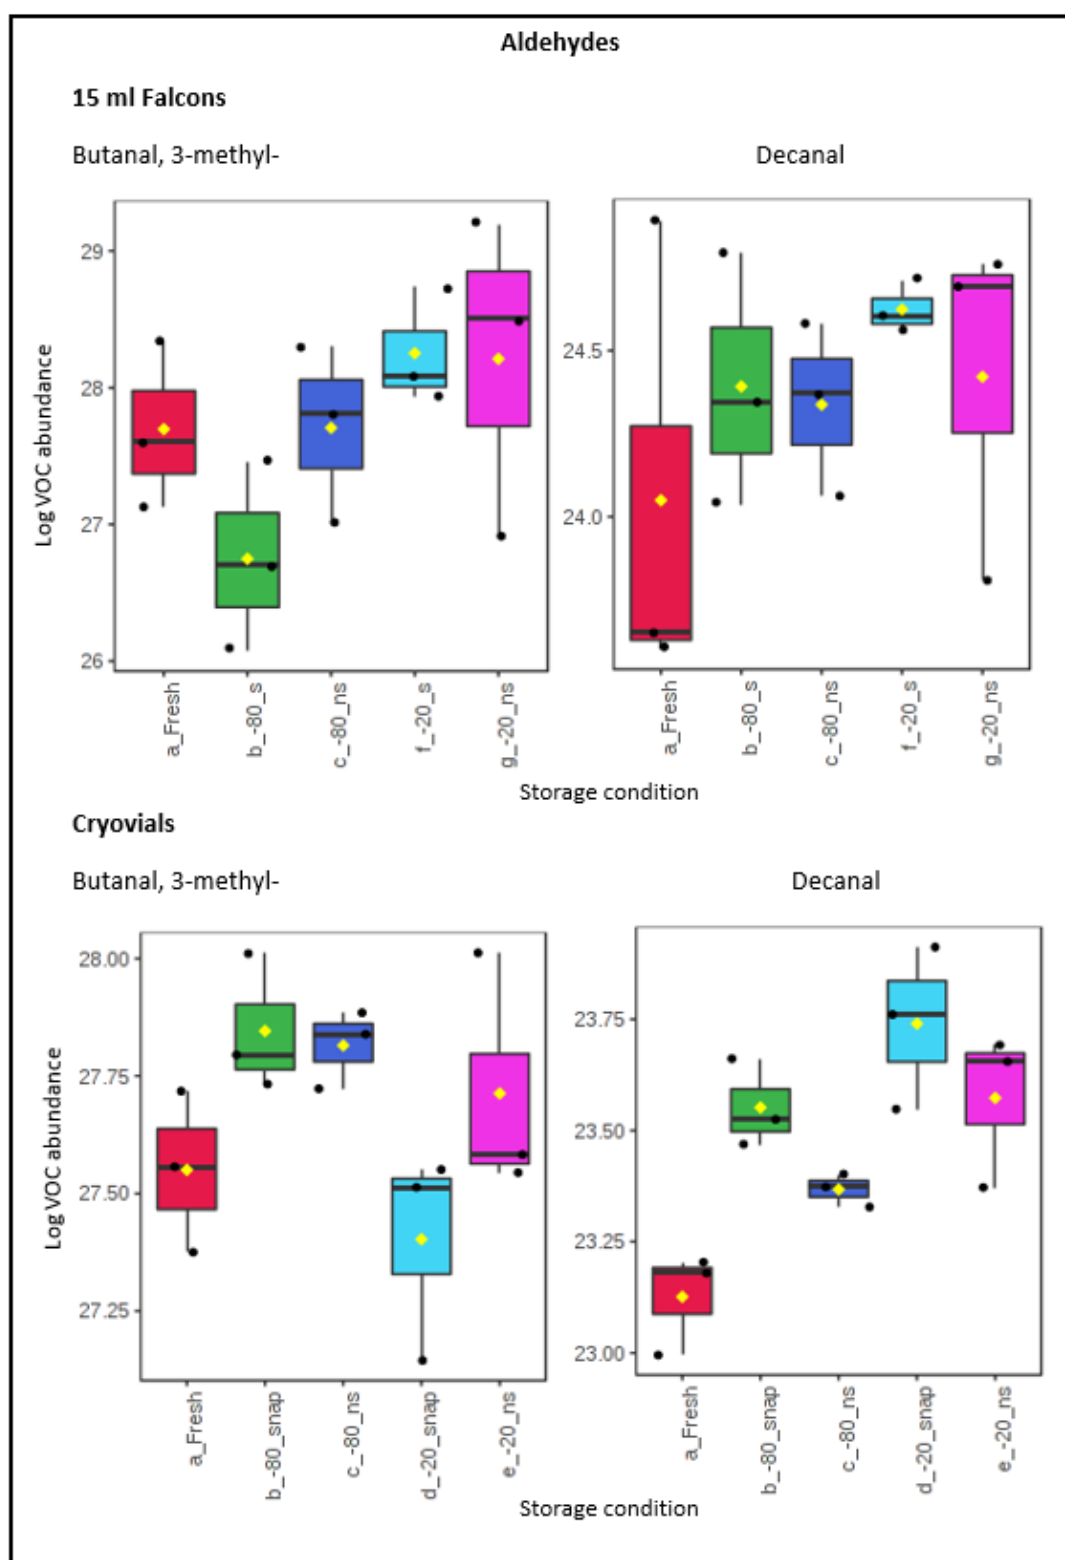 Aldehydes
15 ml Falcons
Butanal, 3-methyl-
Decanal
Log VOC abundance
29
28
27
26
a_Fresh
b_-80_s
c_-80_ns
f_-20_s
g_-20_ns
24.5
24.0
a_Fresh
b_-80_s
c_-80_ns
f_-20_s
g_-20_ns
Storage condition
Cryovials
Butanal, 3-methyl-
Decanal
Log VOC abundance
28.00
27.75
27.50
27.25
a_Fresh
b_-80_snap
c_-80_ns
d_-20_snap
e_-20_ns
23.75
23.50
23.25
23.00
a_Fresh
b_-80_snap
c_-80_ns
d_-20_snap
e_-20_ns
Storage condition